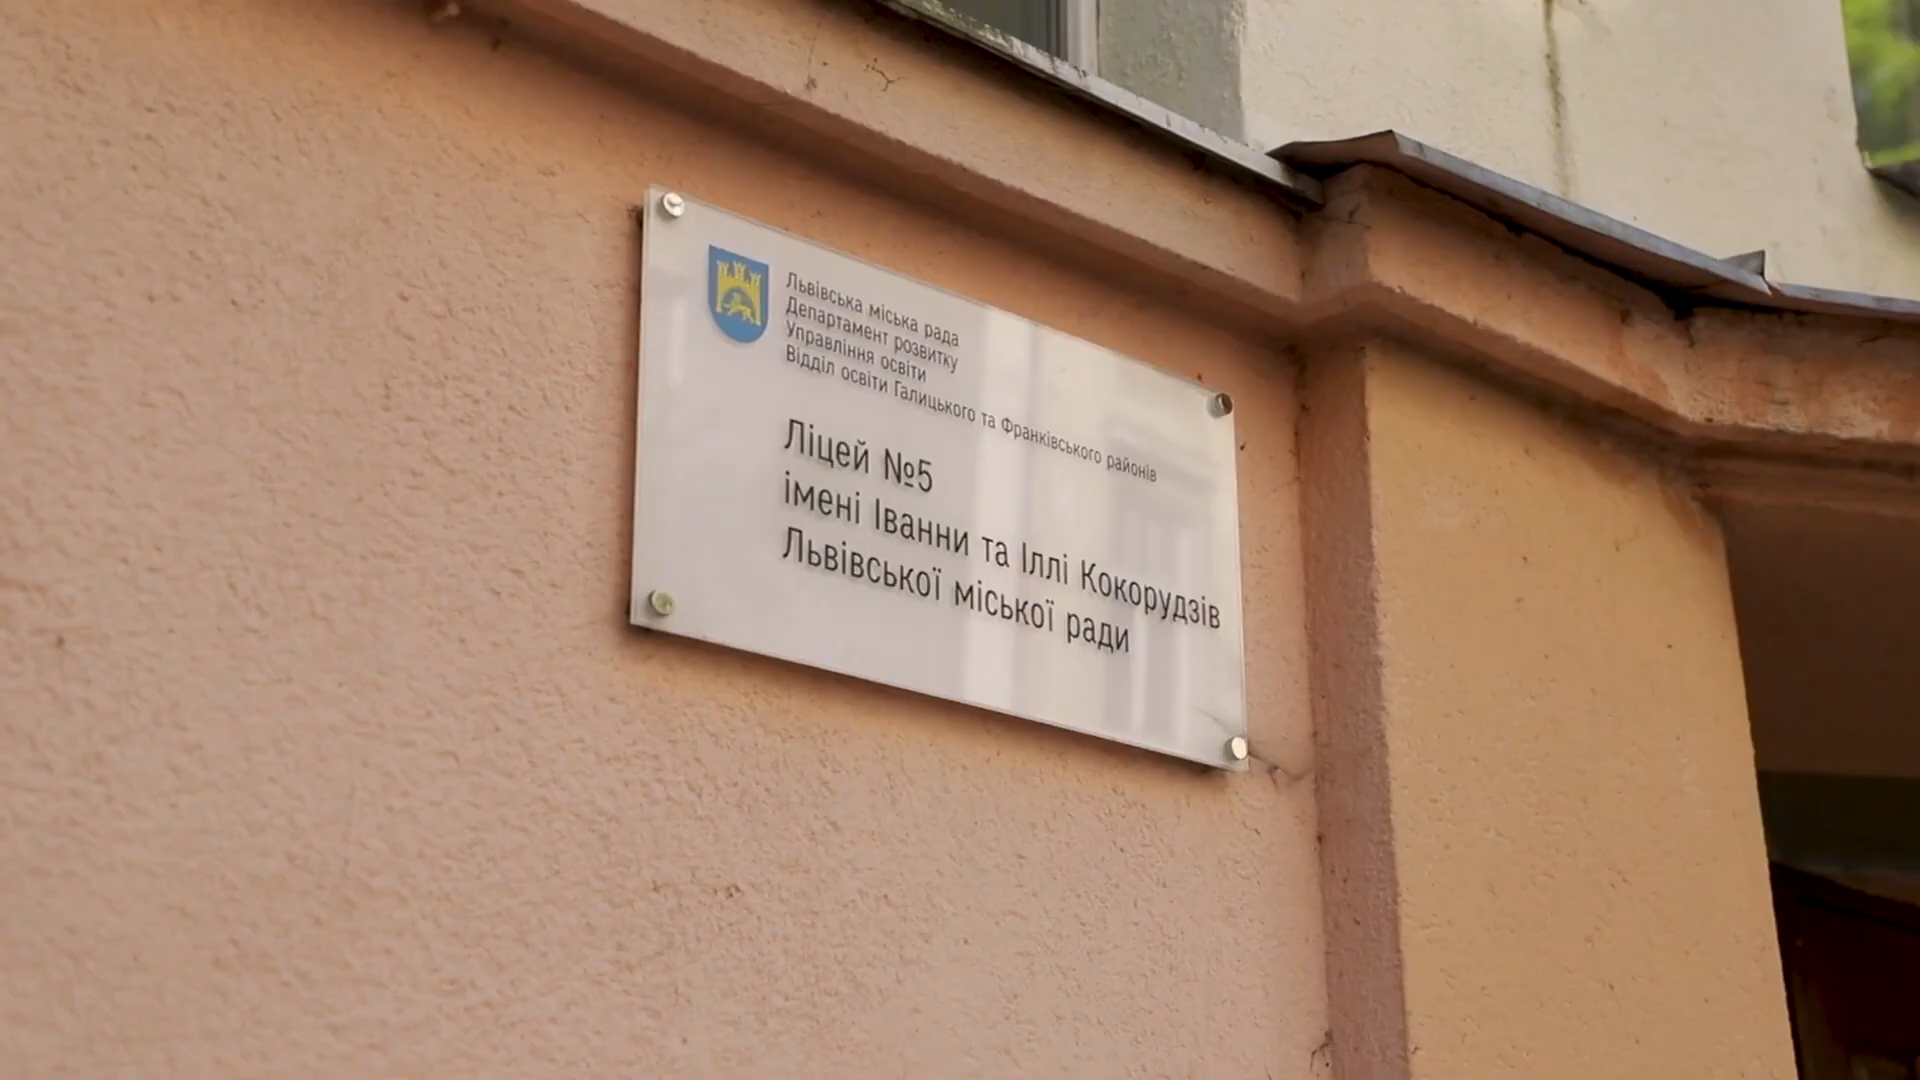 Львівська міська рада
Департамент розвитку
Управління освіти
Відділ освіти Галицького та Франківського районів
Ліцей №5
імені Іванни та Іллі Кокорудзів
Львівської міської ради